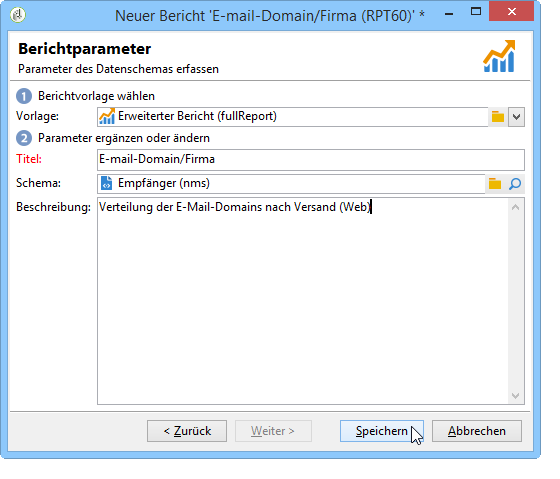 Neuer Bericht 'E-mail-Domain/Firma (RPT60)' *
Berichtparameter
Parameter des Datenschemas erfassen
1 Berichtvorlage wählen
Vorlage: Erweiterter Bericht (fullReport)
2 Parameter ergänzen oder ändern
Titel: E-mail-Domain/Firma
Schema: Empfänger (nms)
Beschreibung: Verteilung der E-Mail-Domains nach Versand (Web)
< Zurück Weiter > Speichern Abbrechen